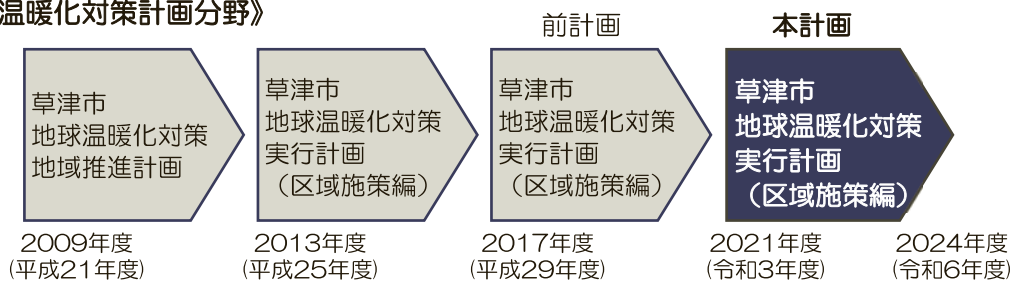 温暖化対策計画分野》
前計画
本計画
草津市
地球温暖化対策
地域推進計画
草津市
地球温暖化対策
実行計画
（区域施策編）
草津市
地球温暖化対策
実行計画
（区域施策編）
草津市
地球温暖化対策
実行計画
（区域施策編）
2009年度
(平成21年度)
2013年度
(平成25年度)
2017年度
(平成29年度)
2021年度
(令和3年度)
2024年度
(令和6年度)